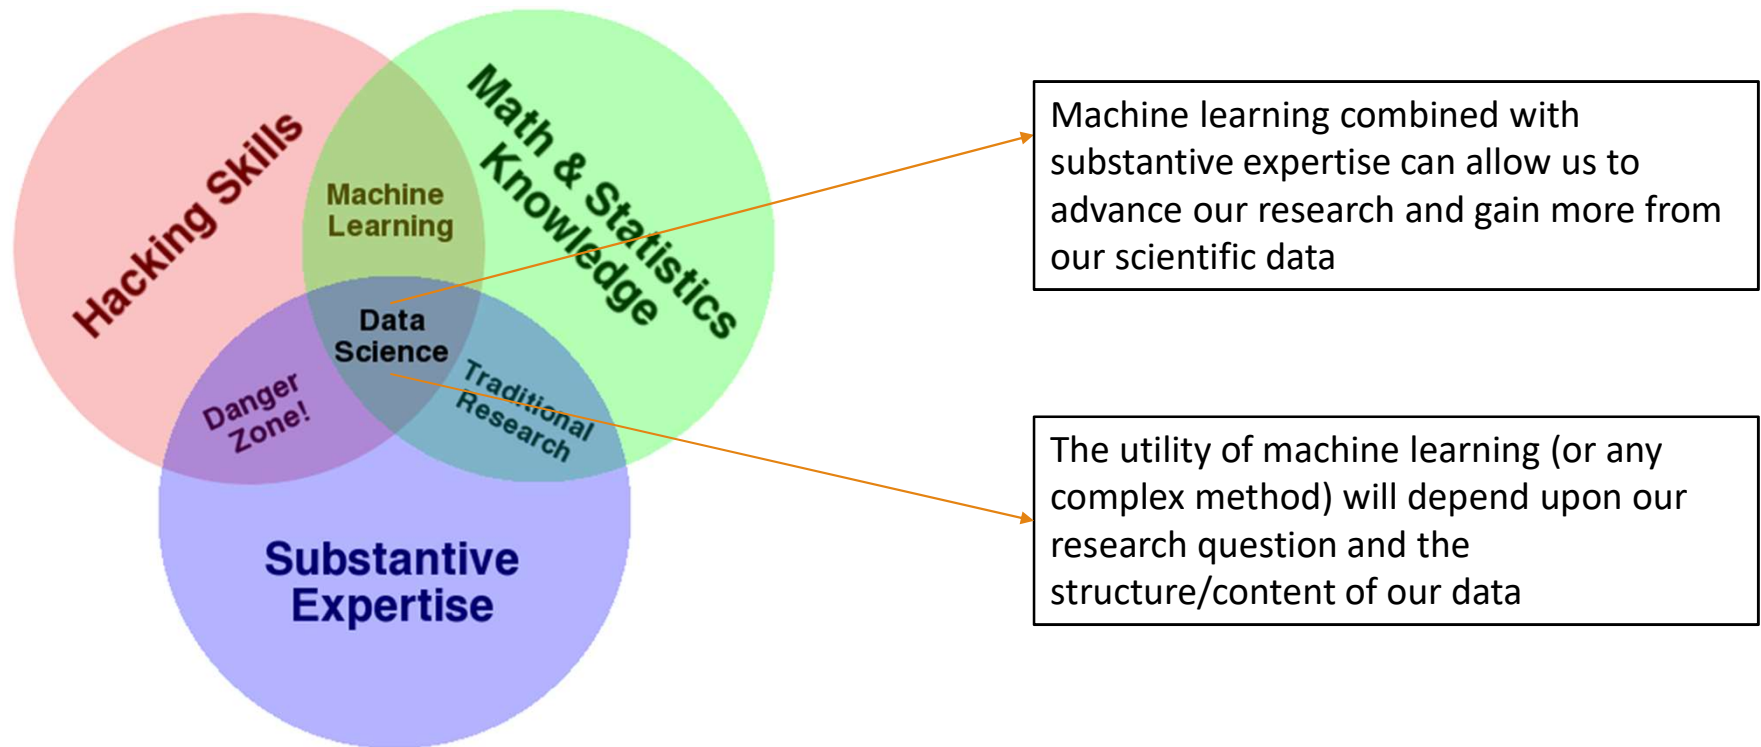 Hacking Skills
Math & Statistics
Knowledge
Machine
Learning
Data
Science
Danger
Zone!
Traditional
Research
Substantive
Expertise
Machine learning combined with
substantive expertise can allow us to
advance our research and gain more from
our scientific data
The utility of machine learning (or any
complex method) will depend upon our
research question and the
structure/content of our data